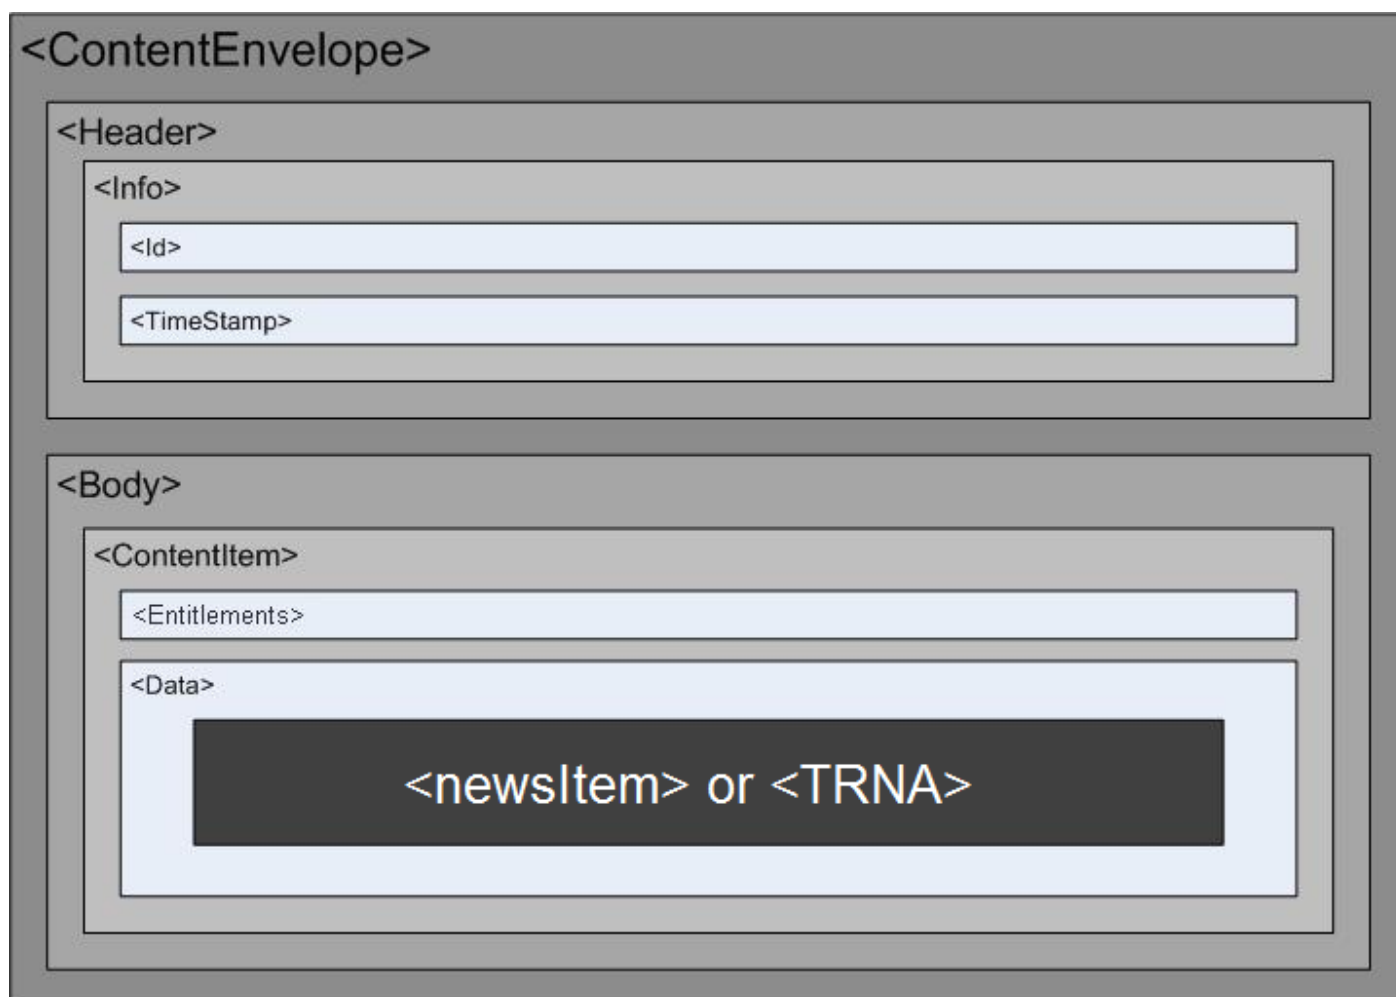 <ContentEnvelope>
<Header>
<Info>
<Id>
<TimeStamp>
<Body>
<ContentItem>
<Entitlements>
<Data>
<newsItem> or <TRNA>